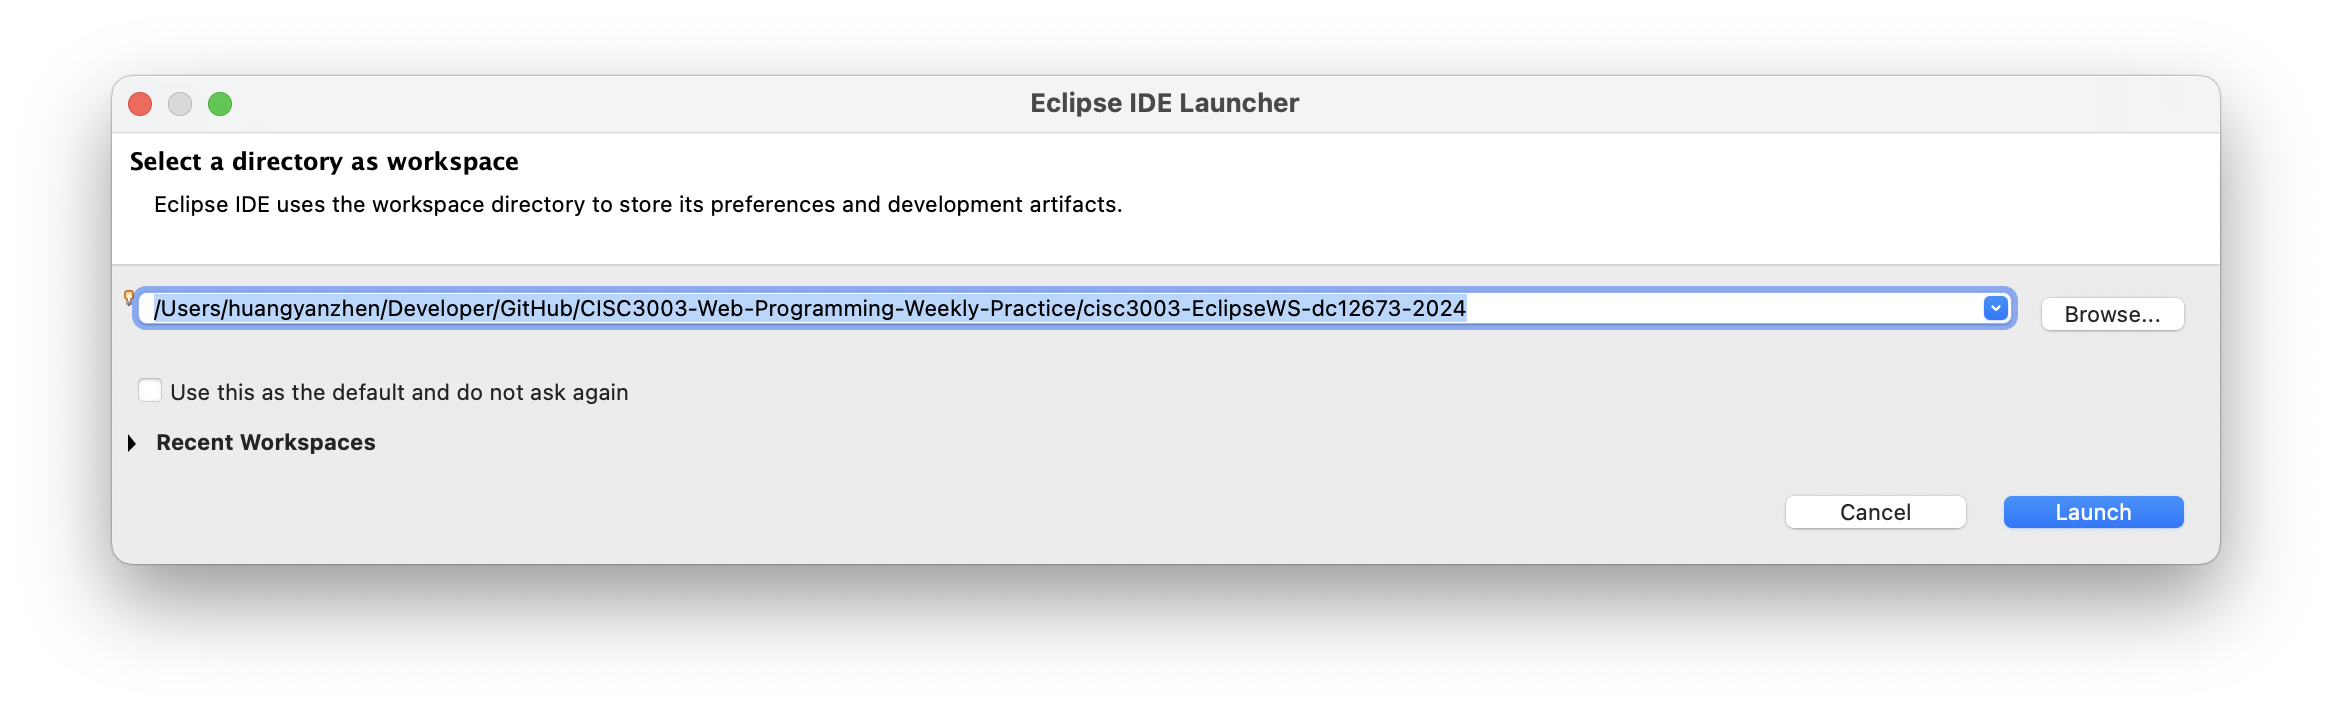 Eclipse IDE Launcher
Select a directory as workspace
Eclipse IDE uses the workspace directory to store its preferences and development artifacts.
/Users/huangyanzhen/Developer/GitHub/CISC3003-Web-Programming-Weekly-Practice/cisc3003-EclipseWS-dc12673-2024
Browse...
Use this as the default and do not ask again
Recent Workspaces
Cancel
Launch